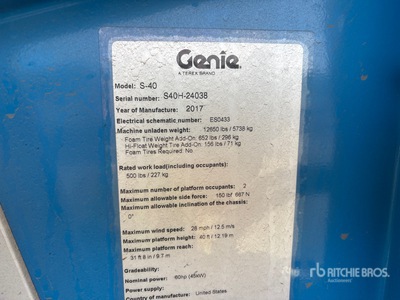 Genie
A TEREX BRAND
Model: S-40
Serial number: S40H-24038
Year of Manufacture: 2017
Electrical schematic number: ES0433
Machine unladen weight: 12650 lbs / 5738 kg
Foam Tire Weight Add-On: 652 lbs / 296 kg
Hi-Float Weight Tire Add-On: 156 lbs / 71 kg
Foam Tires Required: No
Rated work load(including occupants):
500 lbs / 227 kg
Maximum number of platform occupants: 2
Maximum allowable side force: 150 lbf 667 N
Maximum allowable inclination of the chassis:
0°
Maximum wind speed: 28 mph / 12.5 m/s
Maximum platform height: 40 ft / 12.19 m
Maximum platform reach:
31 ft 8 in / 9.7 m
Gradeability:
Nominal power: 60hp (45kW)
Power supply:
Country of manufacture: United States
rb RITCHIE BROS.
Auctioneers